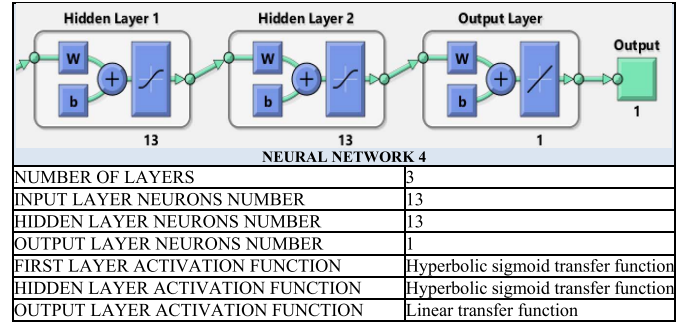 Hidden Layer 1 Hidden Layer 2 Output Layer
Output
W W W
b b b
+ + +
1
13 13 1
NEURAL NETWORK 4
NUMBER OF LAYERS 3
INPUT LAYER NEURONS NUMBER 13
HIDDEN LAYER NEURONS NUMBER 13
OUTPUT LAYER NEURONS NUMBER 1
FIRST LAYER ACTIVATION FUNCTION Hyperbolic sigmoid transfer function
HIDDEN LAYER ACTIVATION FUNCTION Hyperbolic sigmoid transfer function
OUTPUT LAYER ACTIVATION FUNCTION Linear transfer function